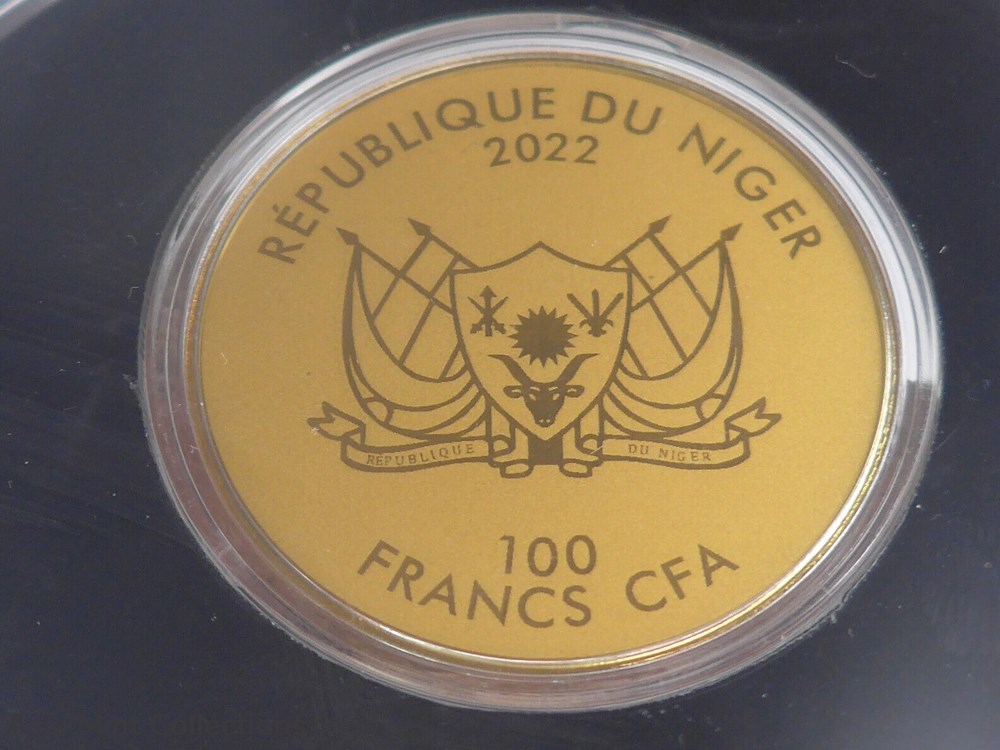 RÉPUBLIQUE DU NIGER
2022
RÉPUBLIQUE DU NIGER
100
FRANCS CFA